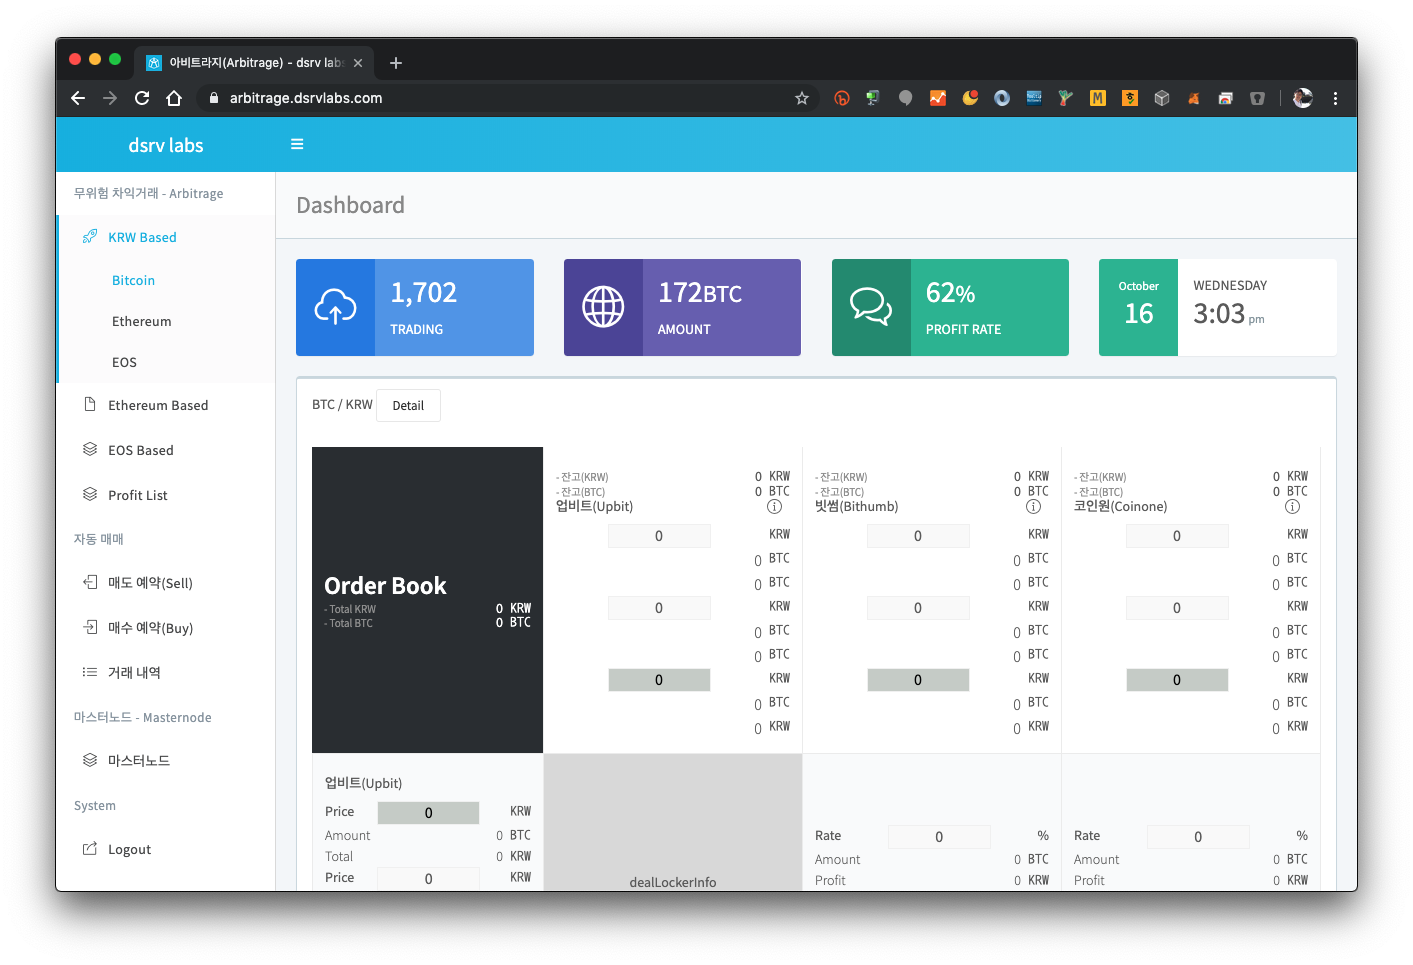 아비트라지(Arbitrage) - dsrv labs
arbitrage.dsrvlabs.com
dsrv labs
무위험 차익거래 - Arbitrage
KRW Based
Bitcoin
Ethereum
EOS
Ethereum Based
EOS Based
Profit List
자동 매매
매도 예약(Sell)
매수 예약(Buy)
거래 내역
마스터노드 - Masternode
마스터노드
System
Logout
Dashboard
1,702
TRADING
172BTC
AMOUNT
62%
PROFIT RATE
October
16
WEDNESDAY
3:03 pm
BTC / KRW Detail
Order Book
- Total KRW 0 KRW
- Total BTC 0 BTC
- 잔고(KRW) 0 KRW
- 잔고(BTC) 0 BTC
업비트(Upbit)
0 KRW
0 BTC
0 BTC
0 KRW
0 BTC
0 BTC
0 KRW
0 BTC
0 KRW
- 잔고(KRW) 0 KRW
- 잔고(BTC) 0 BTC
빗썸(Bithumb)
0 KRW
0 BTC
0 BTC
0 KRW
0 BTC
0 BTC
0 KRW
0 BTC
0 KRW
- 잔고(KRW) 0 KRW
- 잔고(BTC) 0 BTC
코인원(Coinone)
0 KRW
0 BTC
0 BTC
0 KRW
0 BTC
0 BTC
0 KRW
0 BTC
0 KRW
업비트(Upbit)
Price 0 KRW
Amount 0 BTC
Total 0 KRW
Price 0 KRW
dealLockerInfo
Rate 0 %
Amount 0 BTC
Profit 0 KRW
Rate 0 %
Amount 0 BTC
Profit 0 KRW